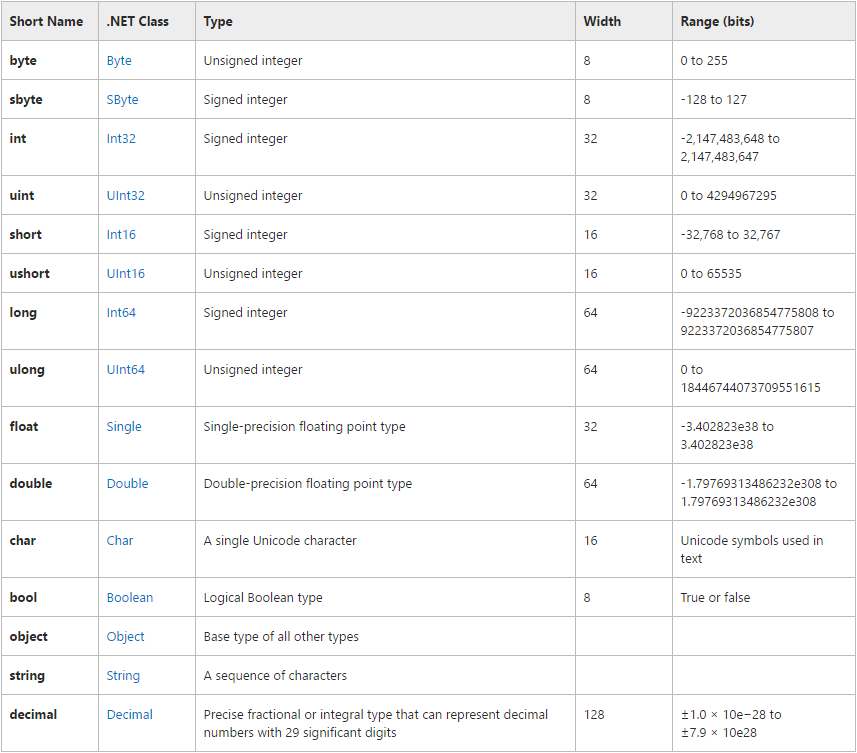 Short Name .NET Class Type Width Range (bits)
byte Byte Unsigned integer 8 0 to 255
sbyte SByte Signed integer 8 -128 to 127
int Int32 Signed integer 32 -2,147,483,648 to
2,147,483,647
uint UInt32 Unsigned integer 32 0 to 4294967295
short Int16 Signed integer 16 -32,768 to 32,767
ushort UInt16 Unsigned integer 16 0 to 65535
long Int64 Signed integer 64 -9223372036854775808 to
9223372036854775807
ulong UInt64 Unsigned integer 64 0 to
18446744073709551615
float Single Single-precision floating point type 32 -3.402823e38 to
3.402823e38
double Double Double-precision floating point type 64 -1.79769313486232e308 to
1.79769313486232e308
char Char A single Unicode character 16 Unicode symbols used in
text
bool Boolean Logical Boolean type 8 True or false
object Object Base type of all other types
string String A sequence of characters
decimal Decimal Precise fractional or integral type that can represent decimal 128 ±1.0 × 10e−28 to
numbers with 29 significant digits ±7.9 × 10e28